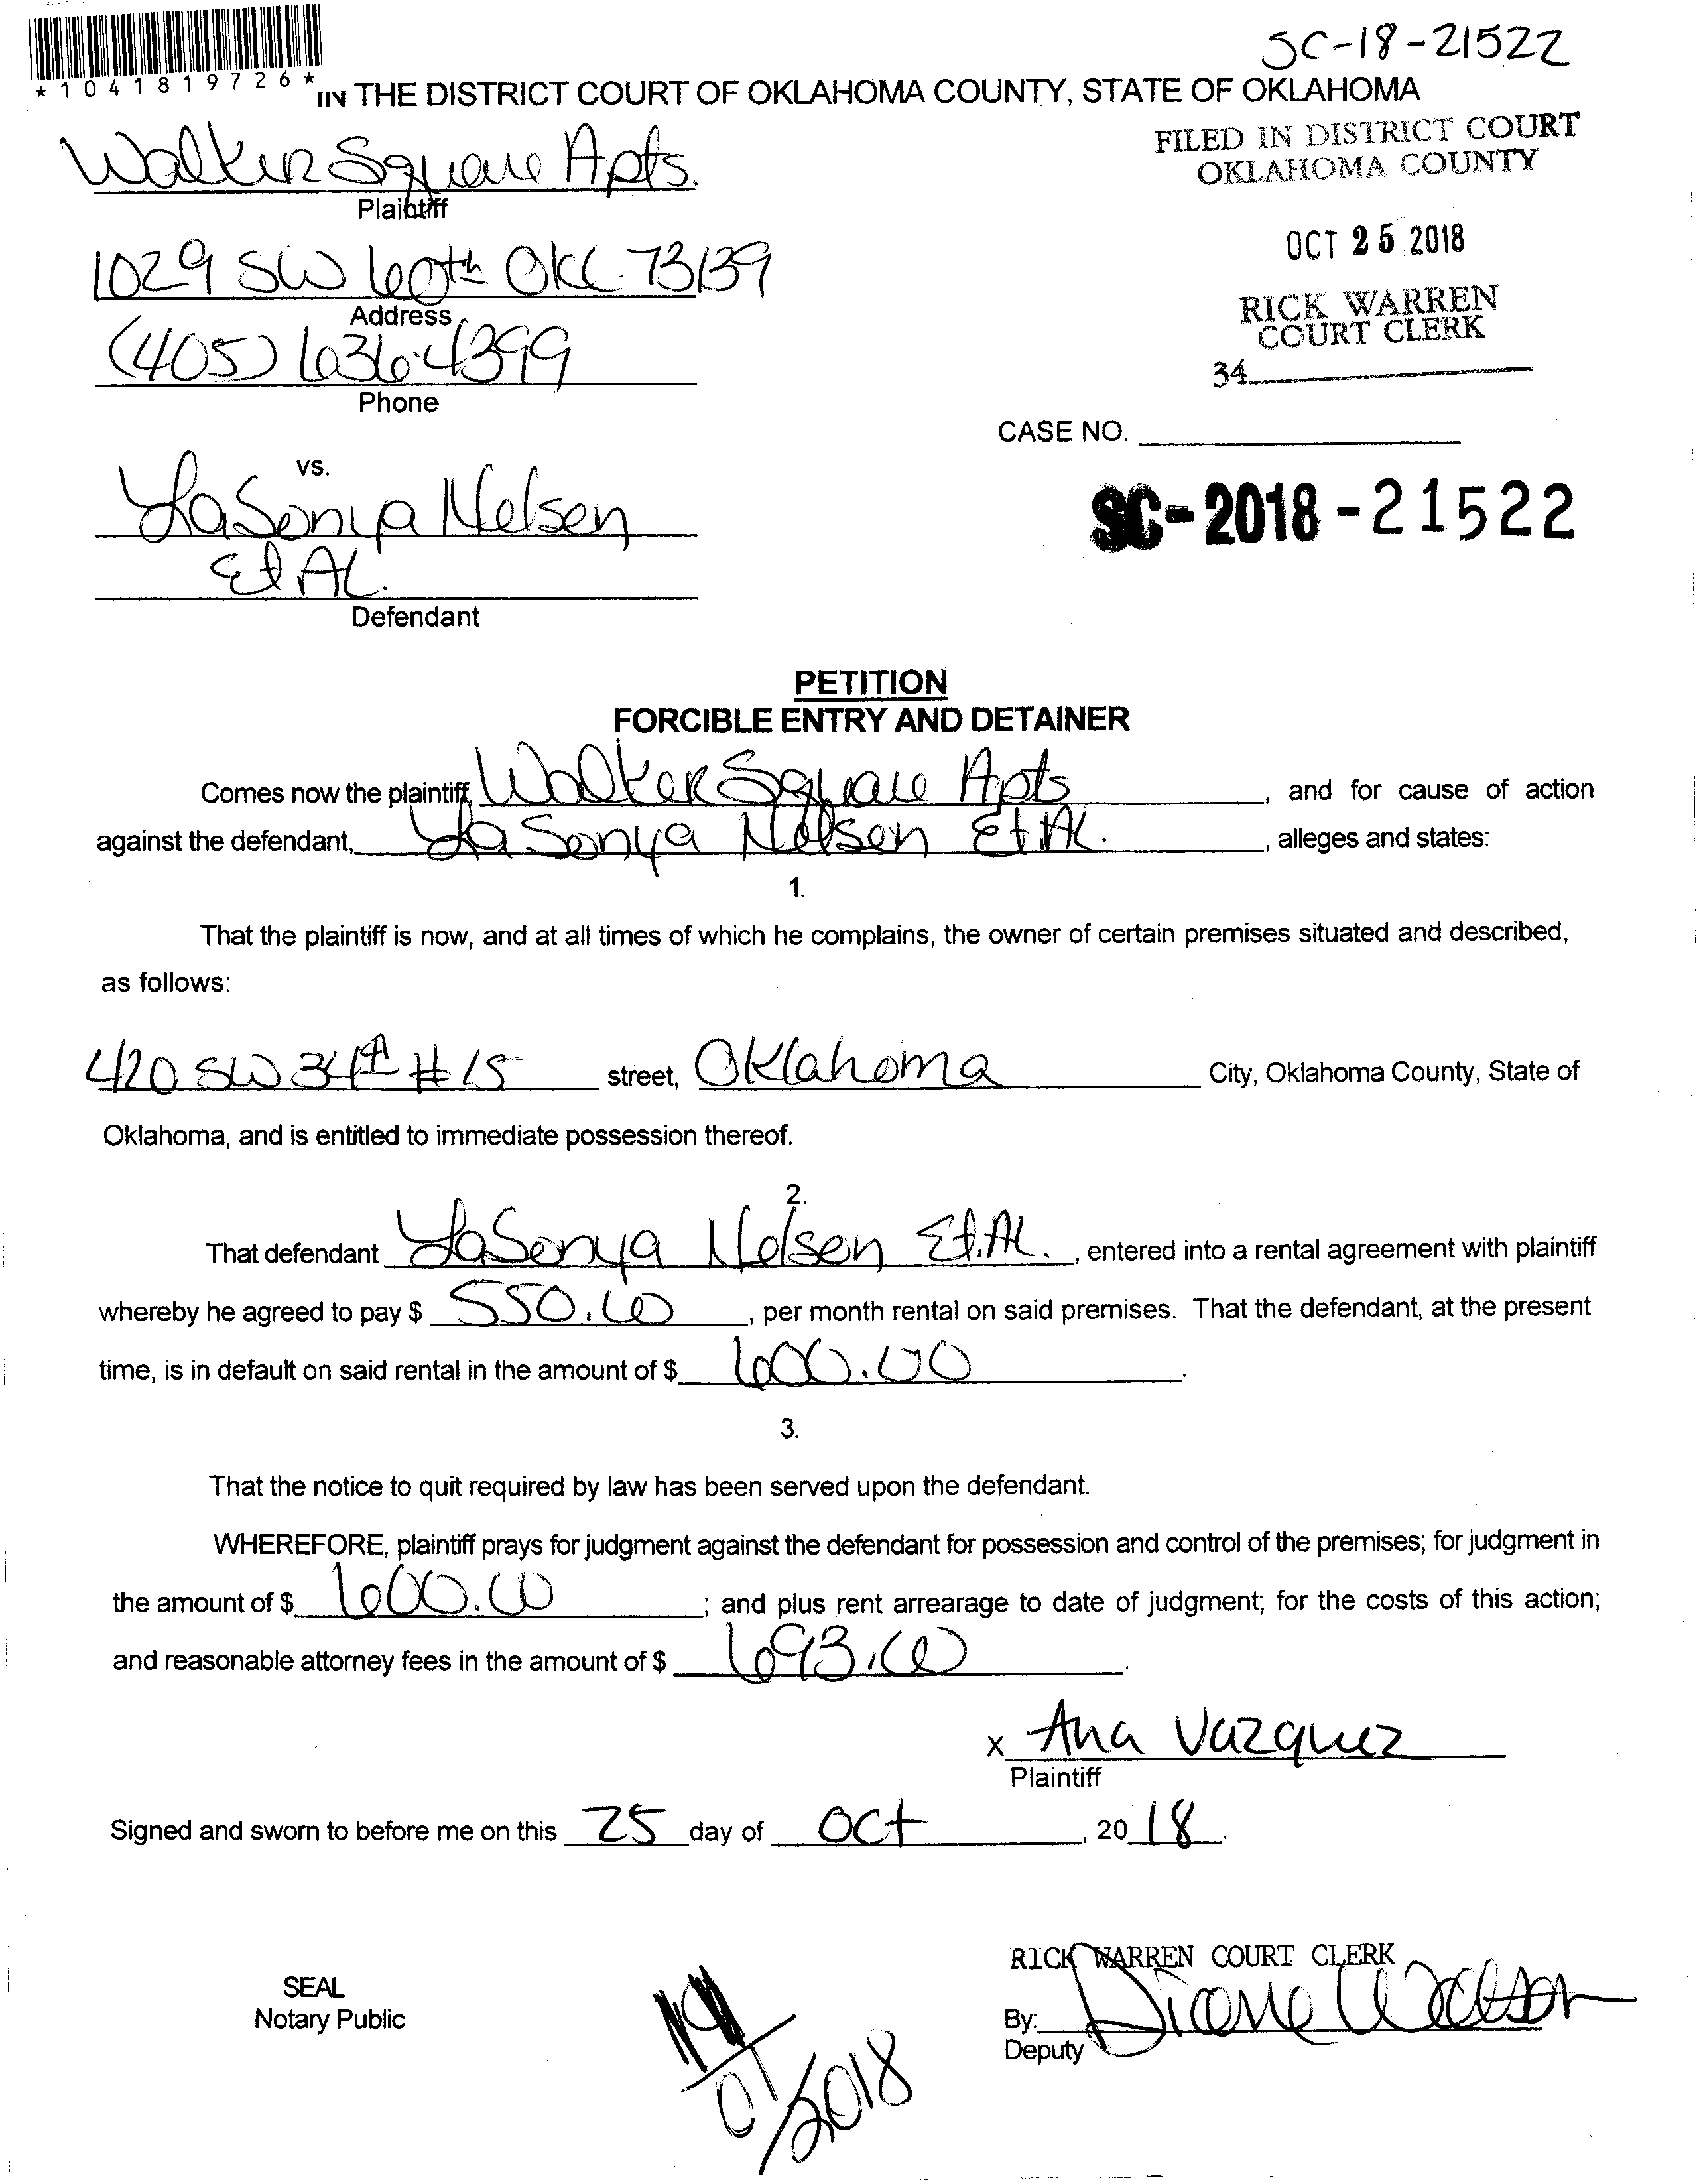 SC-18-21522
*1041819726*
IN THE DISTRICT COURT OF OKLAHOMA COUNTY, STATE OF OKLAHOMA
FILED IN DISTRICT COURT
OKLAHOMA COUNTY
Walker Square Apts.
Plaintiff
OCT 25 2018
1029 SW 60th OKC. 73139
Address
RICK WARREN
COURT CLERK
(405) 636-4399
Phone
34
CASE NO.
vs.
LaSonya Nelsen
Et AL.
Defendant
SC-2018-21522
PETITION
FORCIBLE ENTRY AND DETAINER
Comes now the plaintiff, Walker Square Apts, and for cause of action
against the defendant, LaSonya Nelsen Et AL., alleges and states:
1.
That the plaintiff is now, and at all times of which he complains, the owner of certain premises situated and described,
as follows:
420 SW 34th #15 street, Oklahoma City, Oklahoma County, State of
Oklahoma, and is entitled to immediate possession thereof.
2.
That defendant LaSonya Nelsen Et.AL., entered into a rental agreement with plaintiff
whereby he agreed to pay $ 550.00, per month rental on said premises. That the defendant, at the present
time, is in default on said rental in the amount of $ 600.00.
3.
That the notice to quit required by law has been served upon the defendant.
WHEREFORE, plaintiff prays for judgment against the defendant for possession and control of the premises; for judgment in
the amount of $ 600.00; and plus rent arrearage to date of judgment; for the costs of this action;
and reasonable attorney fees in the amount of $ 693.00.
x Ana Vazquez
Plaintiff
Signed and sworn to before me on this 25 day of Oct, 2018.
RICK WARREN COURT CLERK
SEAL
Notary Public
By: Diane Watson
Deputy
01/2018